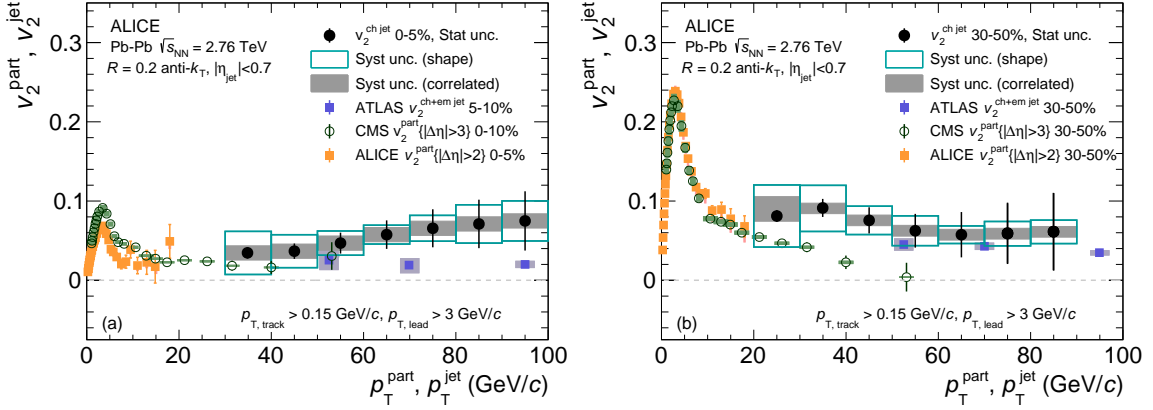 ALICE
Pb-Pb √s_NN = 2.76 TeV
R = 0.2 anti-k_T, |η_jet|<0.7
v_2^ch jet 0-5%, Stat unc.
Syst unc. (shape)
Syst unc. (correlated)
ATLAS v_2^ch+em jet 5-10%
CMS v_2^part{|Δη|>3} 0-10%
ALICE v_2^part{|Δη|>2} 0-5%
v_2^part, v_2^jet
0.3
0.2
0.1
0
(a)
p_T, track > 0.15 GeV/c, p_T, lead > 3 GeV/c
0 20 40 60 80 100
p_T^part, p_T^jet (GeV/c)
ALICE
Pb-Pb √s_NN = 2.76 TeV
R = 0.2 anti-k_T, |η_jet|<0.7
v_2^ch jet 30-50%, Stat unc.
Syst unc. (shape)
Syst unc. (correlated)
ATLAS v_2^ch+em jet 30-50%
CMS v_2^part{|Δη|>3} 30-50%
ALICE v_2^part{|Δη|>2} 30-50%
v_2^part, v_2^jet
0.3
0.2
0.1
0
(b)
p_T, track > 0.15 GeV/c, p_T, lead > 3 GeV/c
0 20 40 60 80 100
p_T^part, p_T^jet (GeV/c)